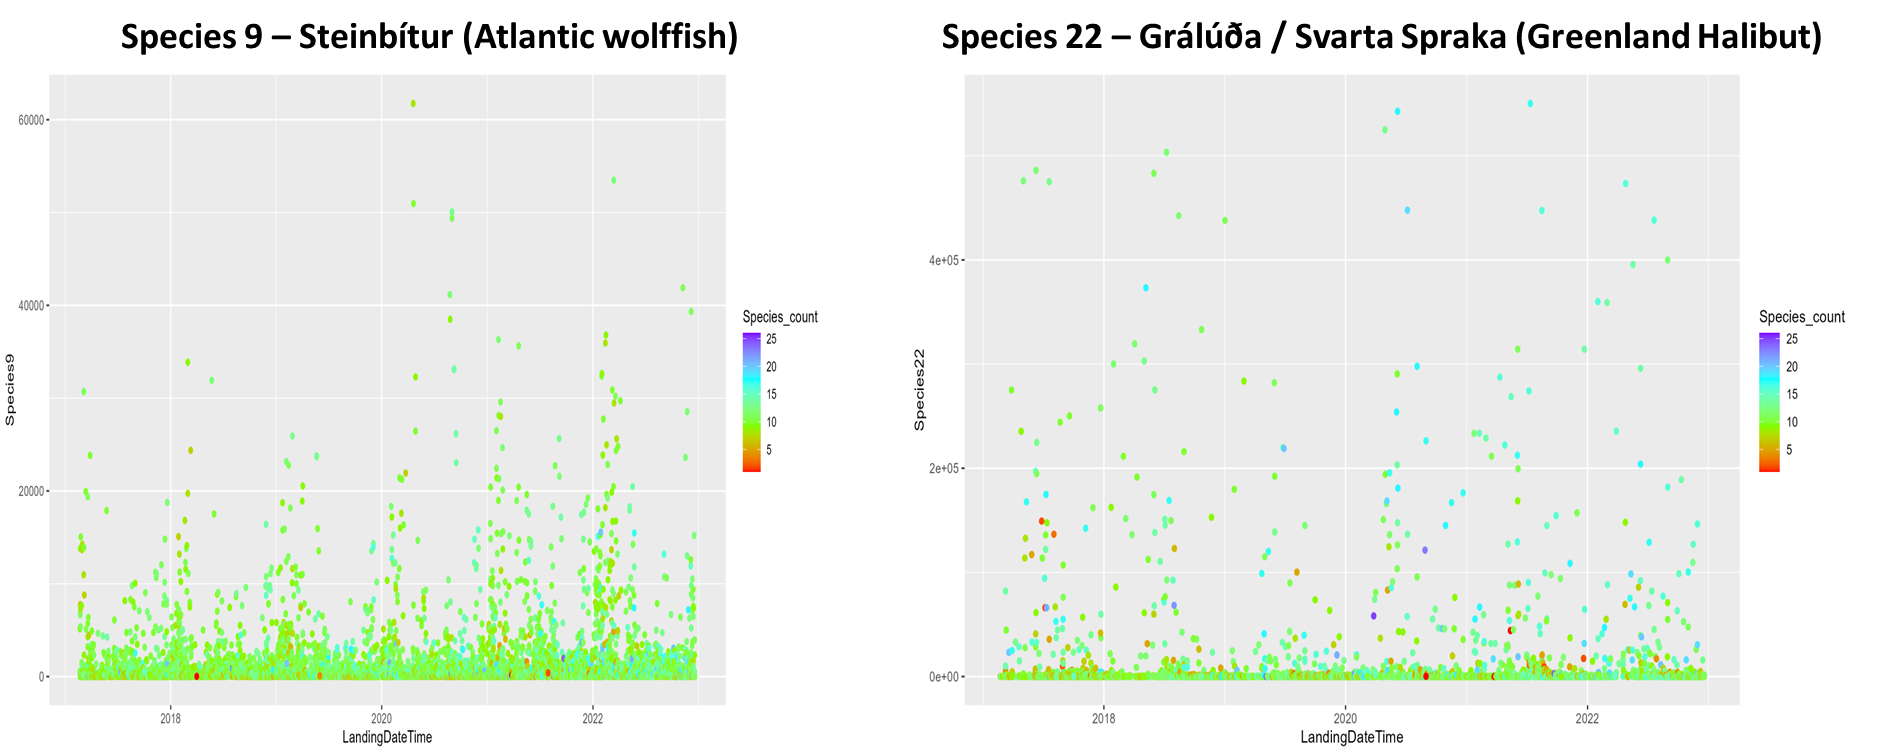 Species 9 – Steinbítur (Atlantic wolffish)
Species9
60000
40000
20000
0
2018
2020
2022
LandingDateTime
Species_count
25
20
15
10
5
Species 22 – Grálúða / Svarta Spraka (Greenland Halibut)
Species22
4e+05
2e+05
0e+00
2018
2020
2022
LandingDateTime
Species_count
25
20
15
10
5